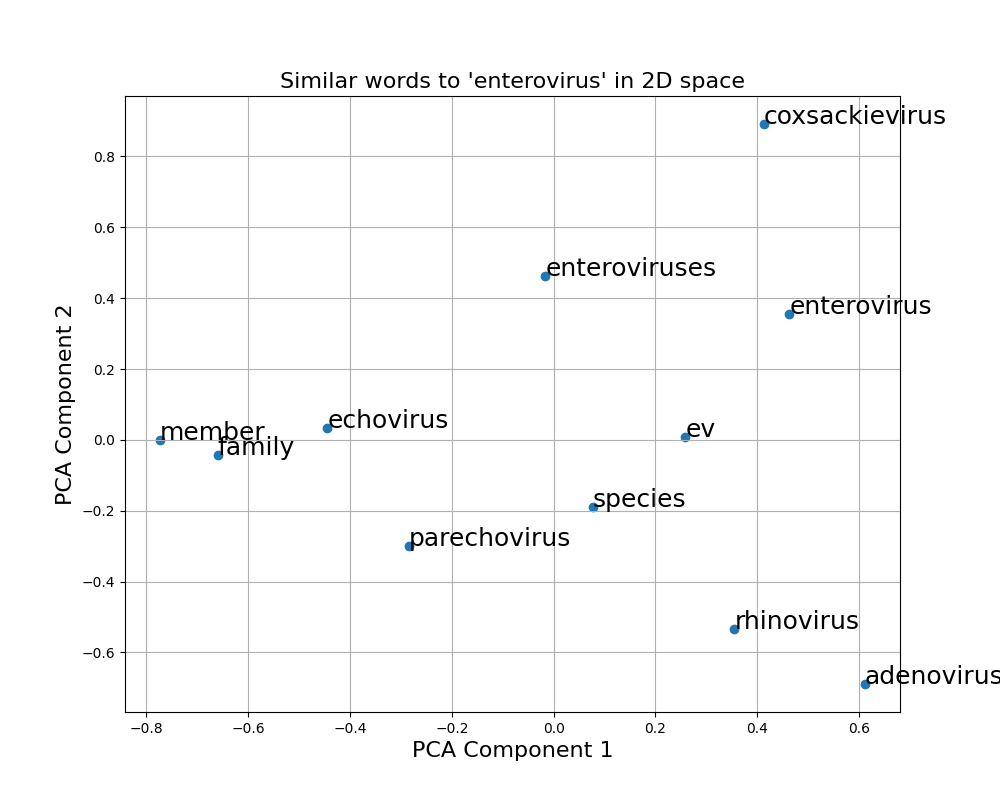 Similar words to 'enterovirus' in 2D space
coxsackievirus
enteroviruses
enterovirus
echovirus
member
family
ev
species
parechovirus
rhinovirus
adenovirus
PCA Component 2
0.8
0.6
0.4
0.2
0.0
−0.2
−0.4
−0.6
−0.8 −0.6 −0.4 −0.2 0.0 0.2 0.4 0.6
PCA Component 1